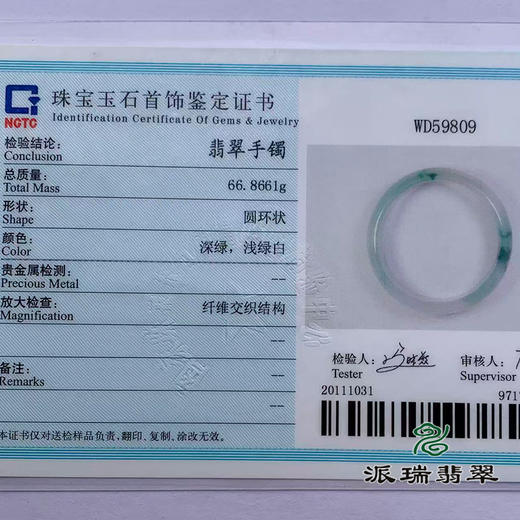 NGTC
珠宝玉石首饰鉴定证书
Identification Certificate Of Gems & Jewelry
检验结论: 翡翠手镯
Conclusion
总质量: 66.8661g
Total Mass
形状: 圆环状
Shape
颜色: 深绿，浅绿白
Color
贵金属检测: --
Precious Metal
放大检查: 纤维交织结构
Magnification
--
备注: --
Remarks
--
本证书仅对送检样品负责、翻印、复制、涂改无效。
WD59809
检验人: 审核人:
Tester Supervisor
20111031 971
派瑞翡翠